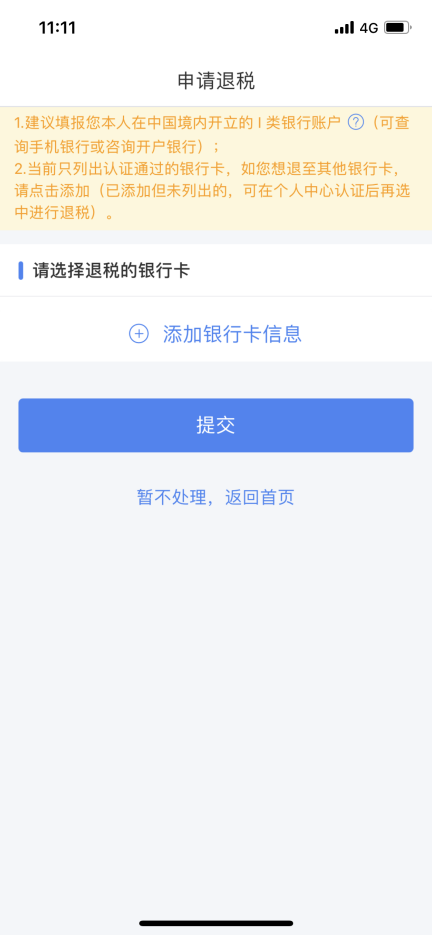 11:11
4G
申请退税
1.建议填报您本人在中国境内开立的 I 类银行账户 ?（可查
询手机银行或咨询开户银行）；
2.当前只列出认证通过的银行卡，如您想退至其他银行卡，
请点击添加（已添加但未列出的，可在个人中心认证后再选
中进行退税）。
请选择退税的银行卡
添加银行卡信息
提交
暂不处理，返回首页